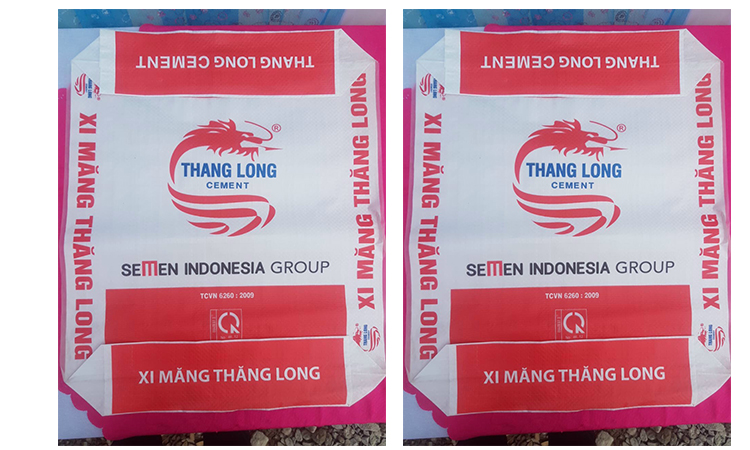 THANG LONG CEMENT
XI MĂNG THĂNG LONG
THANG LONG
CEMENT
®
XI MĂNG THĂNG LONG
SEMEN INDONESIA GROUP
TCVN 6260 : 2009
XI MĂNG THĂNG LONG
THANG LONG CEMENT
XI MĂNG THĂNG LONG
THANG LONG
CEMENT
®
XI MĂNG THĂNG LONG
SEMEN INDONESIA GROUP
TCVN 6260 : 2009
XI MĂNG THĂNG LONG